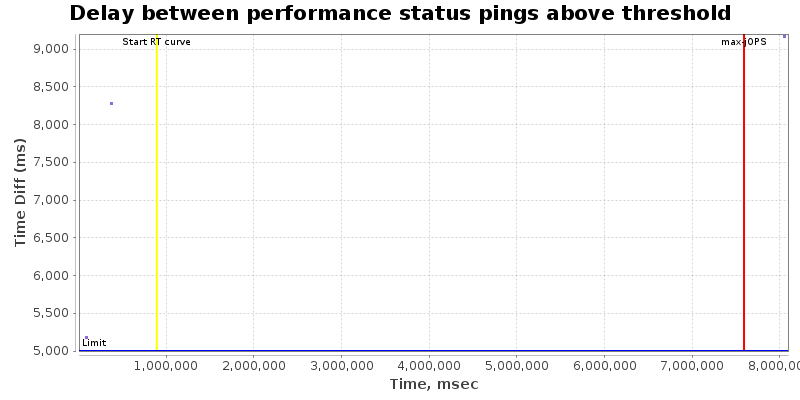 Delay between performance status pings above threshold
Time Diff (ms)
9,000
8,500
8,000
7,500
7,000
6,500
6,000
5,500
5,000
Start RT curve
max-jOPS
Limit
1,000,000
2,000,000
3,000,000
4,000,000
5,000,000
6,000,000
7,000,000
8,000,0
Time, msec